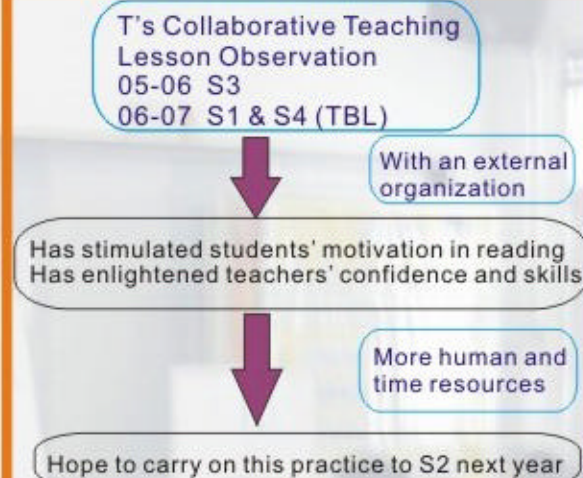 T's Collaborative Teaching
Lesson Observation
05-06 S3
06-07 S1 & S4 (TBL)
With an external
organization
Has stimulated students' motivation in reading
Has enlightened teachers' confidence and skills
More human and
time resources
Hope to carry on this practice to S2 next year